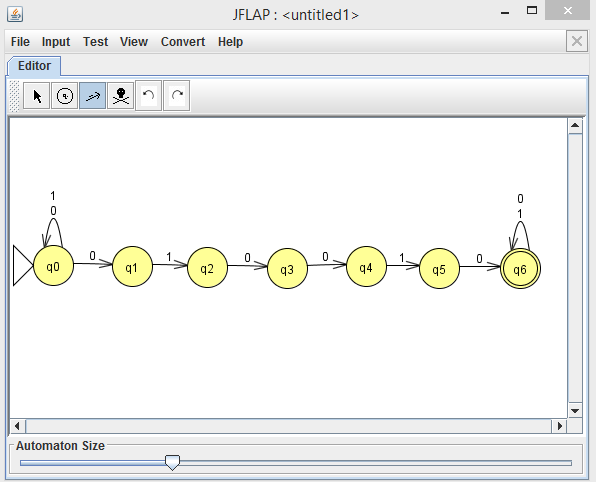 JFLAP : <untitled1>
File Input Test View Convert Help
Editor
1
0
0
1
q0 0 q1 1 q2 0 q3 0 q4 1 q5 0 q6
Automaton Size